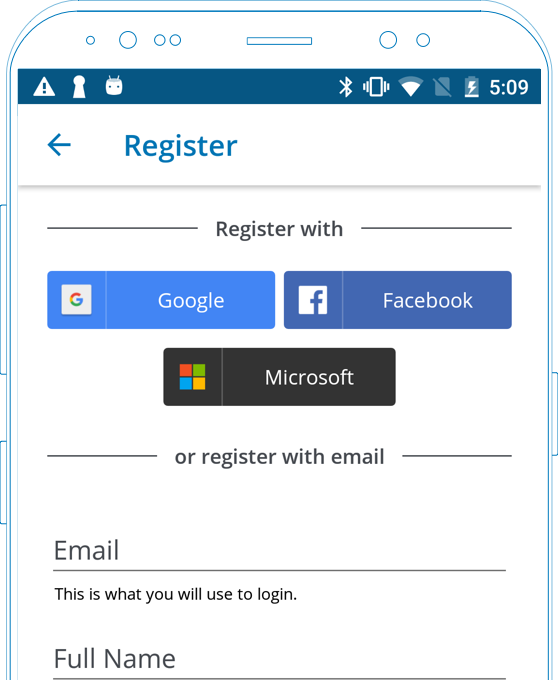 5:09
Register
Register with
Google
Facebook
Microsoft
or register with email
Email
This is what you will use to login.
Full Name